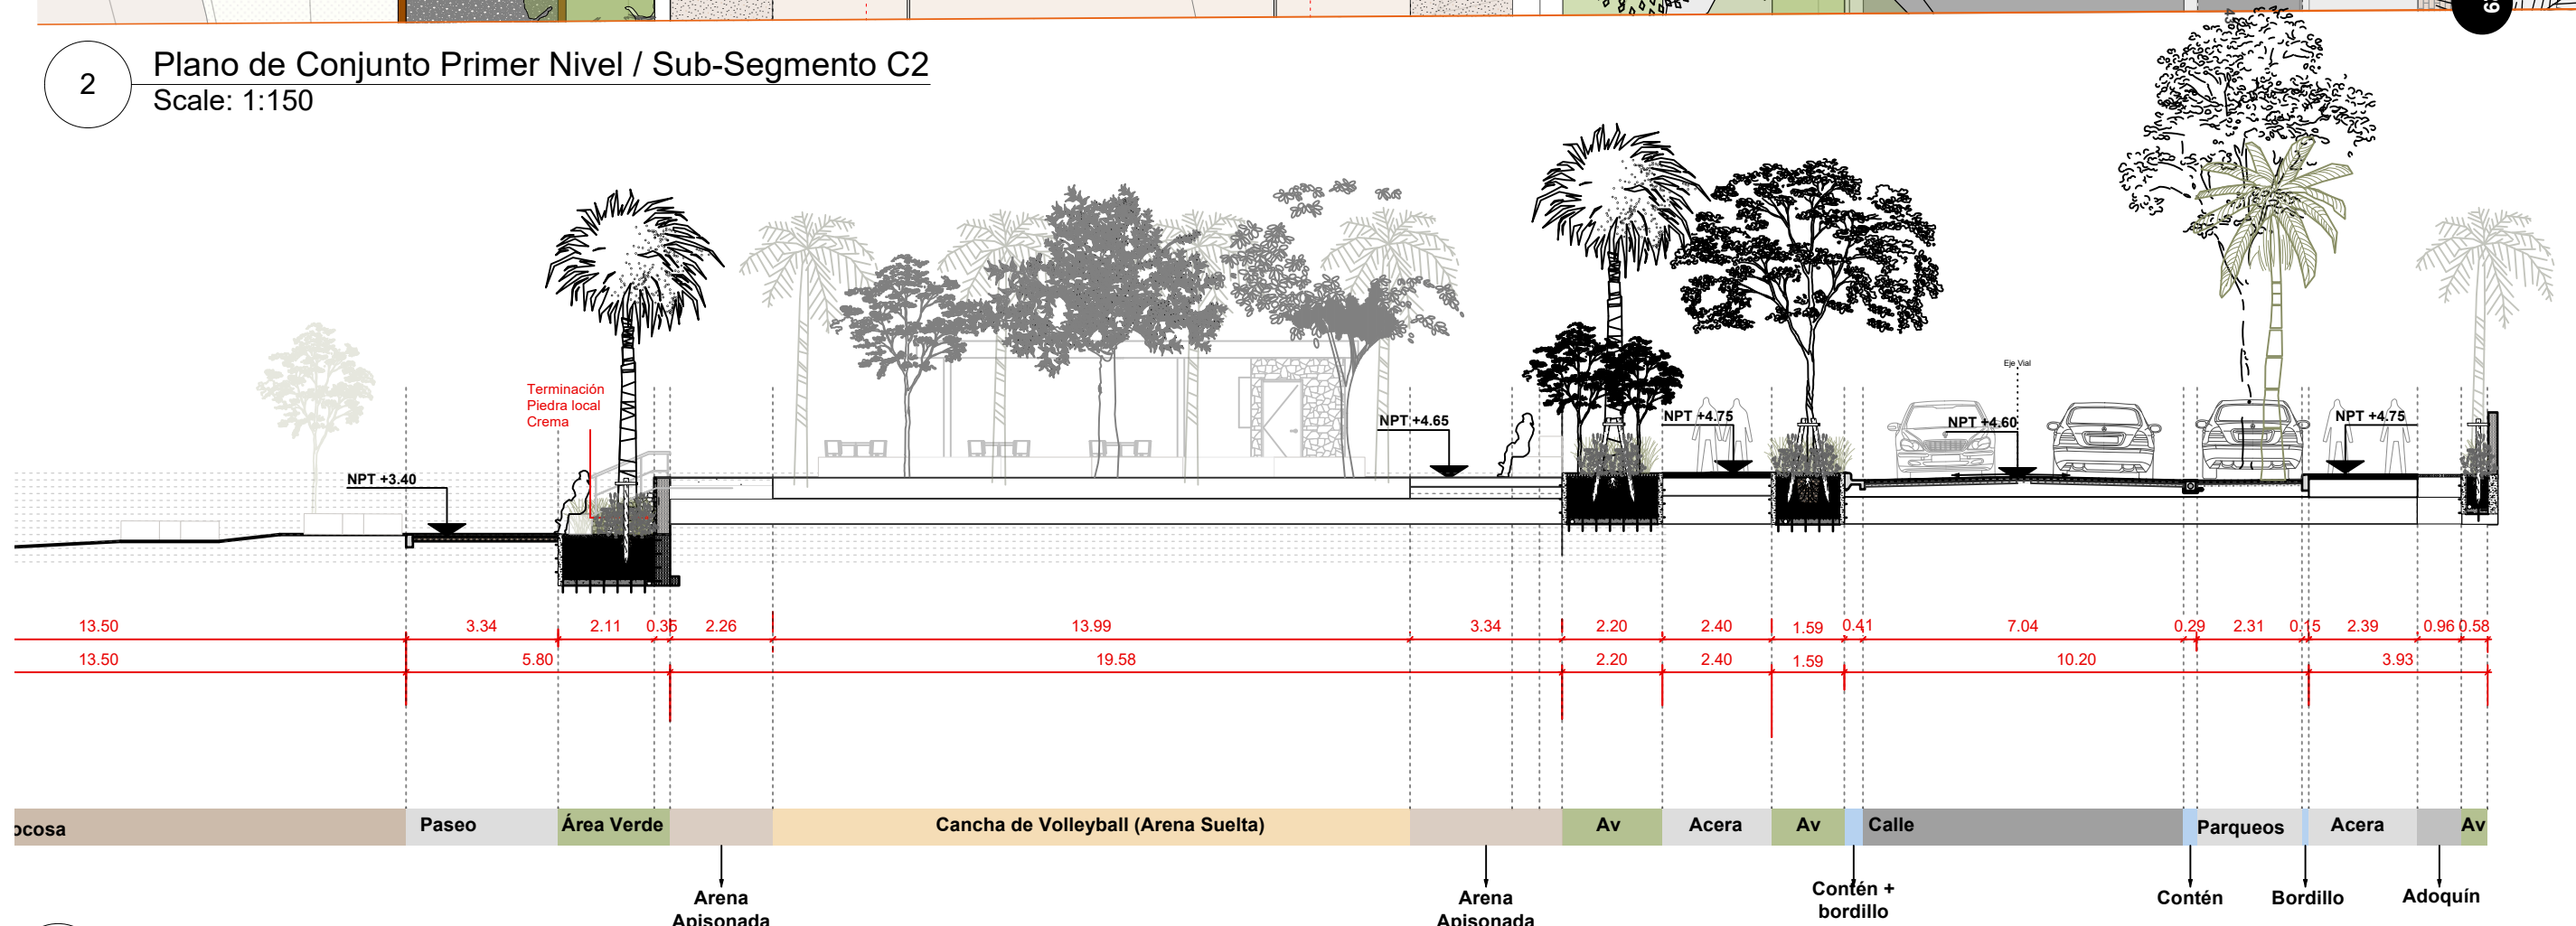 2
Plano de Conjunto Primer Nivel / Sub-Segmento C2
Scale: 1:150
Terminación
Piedra local
Crema
Eje Vial
NPT +3.40
NPT +4.65
NPT +4.75
NPT +4.60
NPT +4.75
13.50 3.34 2.11 0.35 2.26 13.99 3.34 2.20 2.40 1.59 0.41 7.04 0.29 2.31 0.15 2.39 0.96 0.58
13.50 5.80 19.58 2.20 2.40 1.59 10.20 3.93
ocosa Paseo Área Verde Cancha de Volleyball (Arena Suelta) Av Acera Av Calle Parqueos Acera Av
Arena
Apisonada
Arena
Apisonada
Contén +
bordillo
Contén
Bordillo
Adoquín